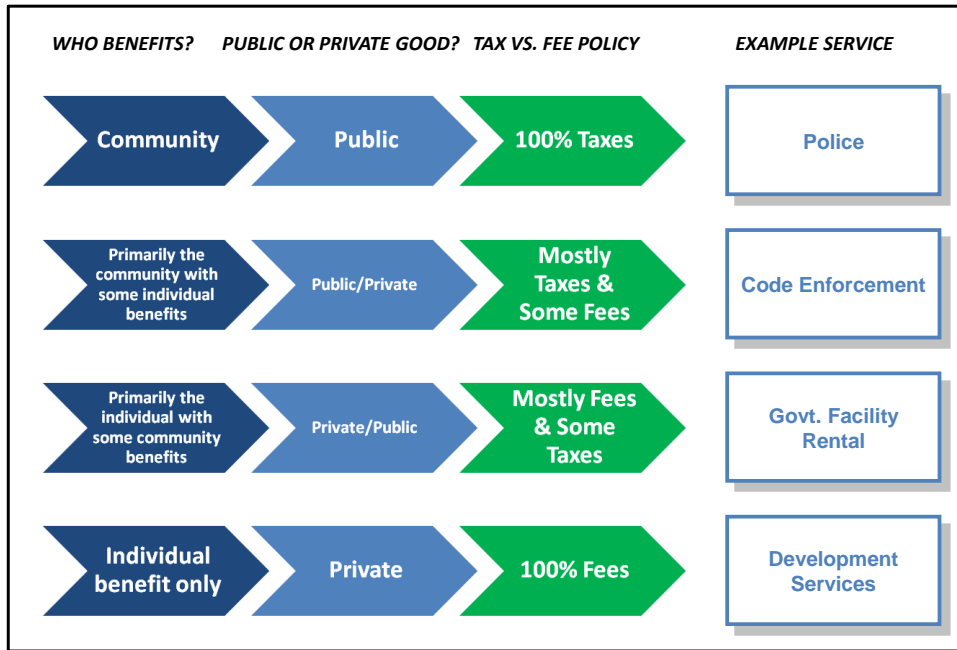 WHO BENEFITS? PUBLIC OR PRIVATE GOOD? TAX VS. FEE POLICY EXAMPLE SERVICE
Community
Public
100% Taxes
Police
Primarily the
community with
some individual
benefits
Public/Private
Mostly
Taxes &
Some Fees
Code Enforcement
Primarily the
individual with
some community
benefits
Private/Public
Mostly Fees
& Some
Taxes
Govt. Facility
Rental
Individual
benefit only
Private
100% Fees
Development
Services